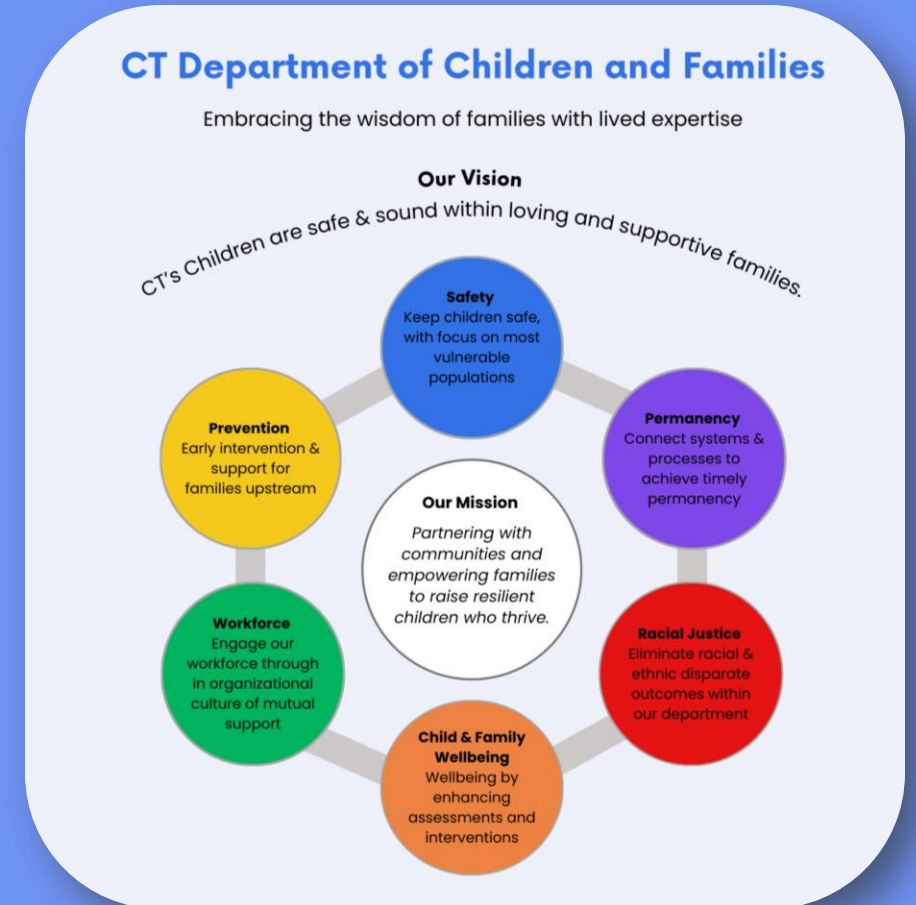 CT Department of Children and Families
Embracing the wisdom of families with lived expertise
Our Vision
CT's Children are safe & sound within loving and supportive families.
Safety
Keep children safe,
with focus on most
vulnerable
populations
Permanency
Connect systems &
processes to
achieve timely
permanency
Racial Justice
Eliminate racial &
ethnic disparate
outcomes within
our department
Child & Family
Wellbeing
Wellbeing by
enhancing
assessments and
interventions
Workforce
Engage our
workforce through
in organizational
culture of mutual
support
Prevention
Early intervention &
support for
families upstream
Our Mission
Partnering with
communities and
empowering families
to raise resilient
children who thrive.